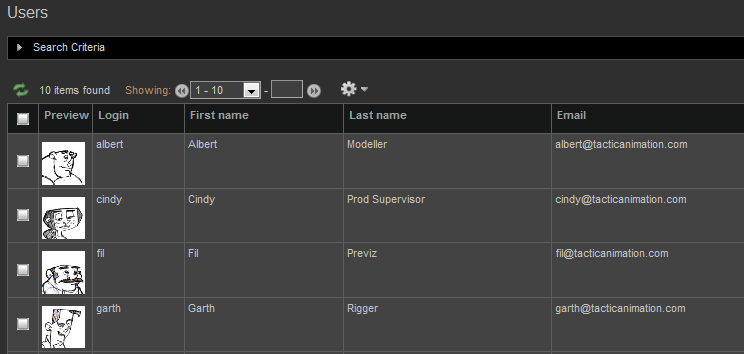 Users
Search Criteria
10 items found Showing: 1 - 10 -
Preview Login First name Last name Email
albert Albert Modeller albert@tacticanimation.com
cindy Cindy Prod Supervisor cindy@tacticanimation.com
fil Fil Previz fil@tacticanimation.com
garth Garth Rigger garth@tacticanimation.com